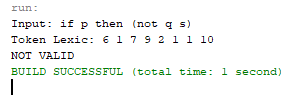 run:
Input: if p then (not q s)
Token Lexic: 6 1 7 9 2 1 1 10
NOT VALID
BUILD SUCCESSFUL (total time: 1 second)